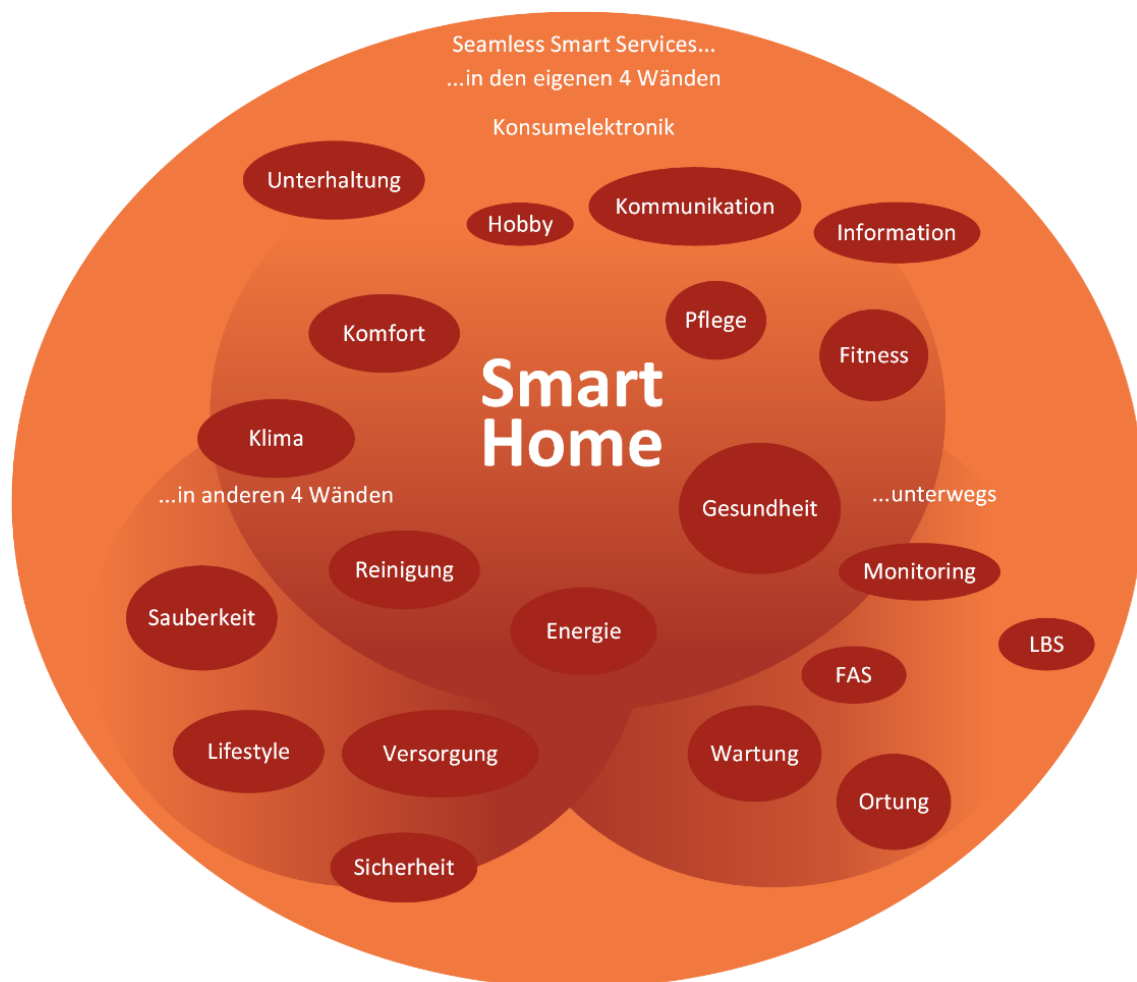 Seamless Smart Services...
...in den eigenen 4 Wänden
Konsumelektronik
Unterhaltung
Hobby
Kommunikation
Information
Komfort
Pflege
Fitness
Smart
Home
Klima
...in anderen 4 Wänden
Gesundheit
...unterwegs
Reinigung
Monitoring
Sauberkeit
Energie
LBS
FAS
Lifestyle
Versorgung
Wartung
Ortung
Sicherheit